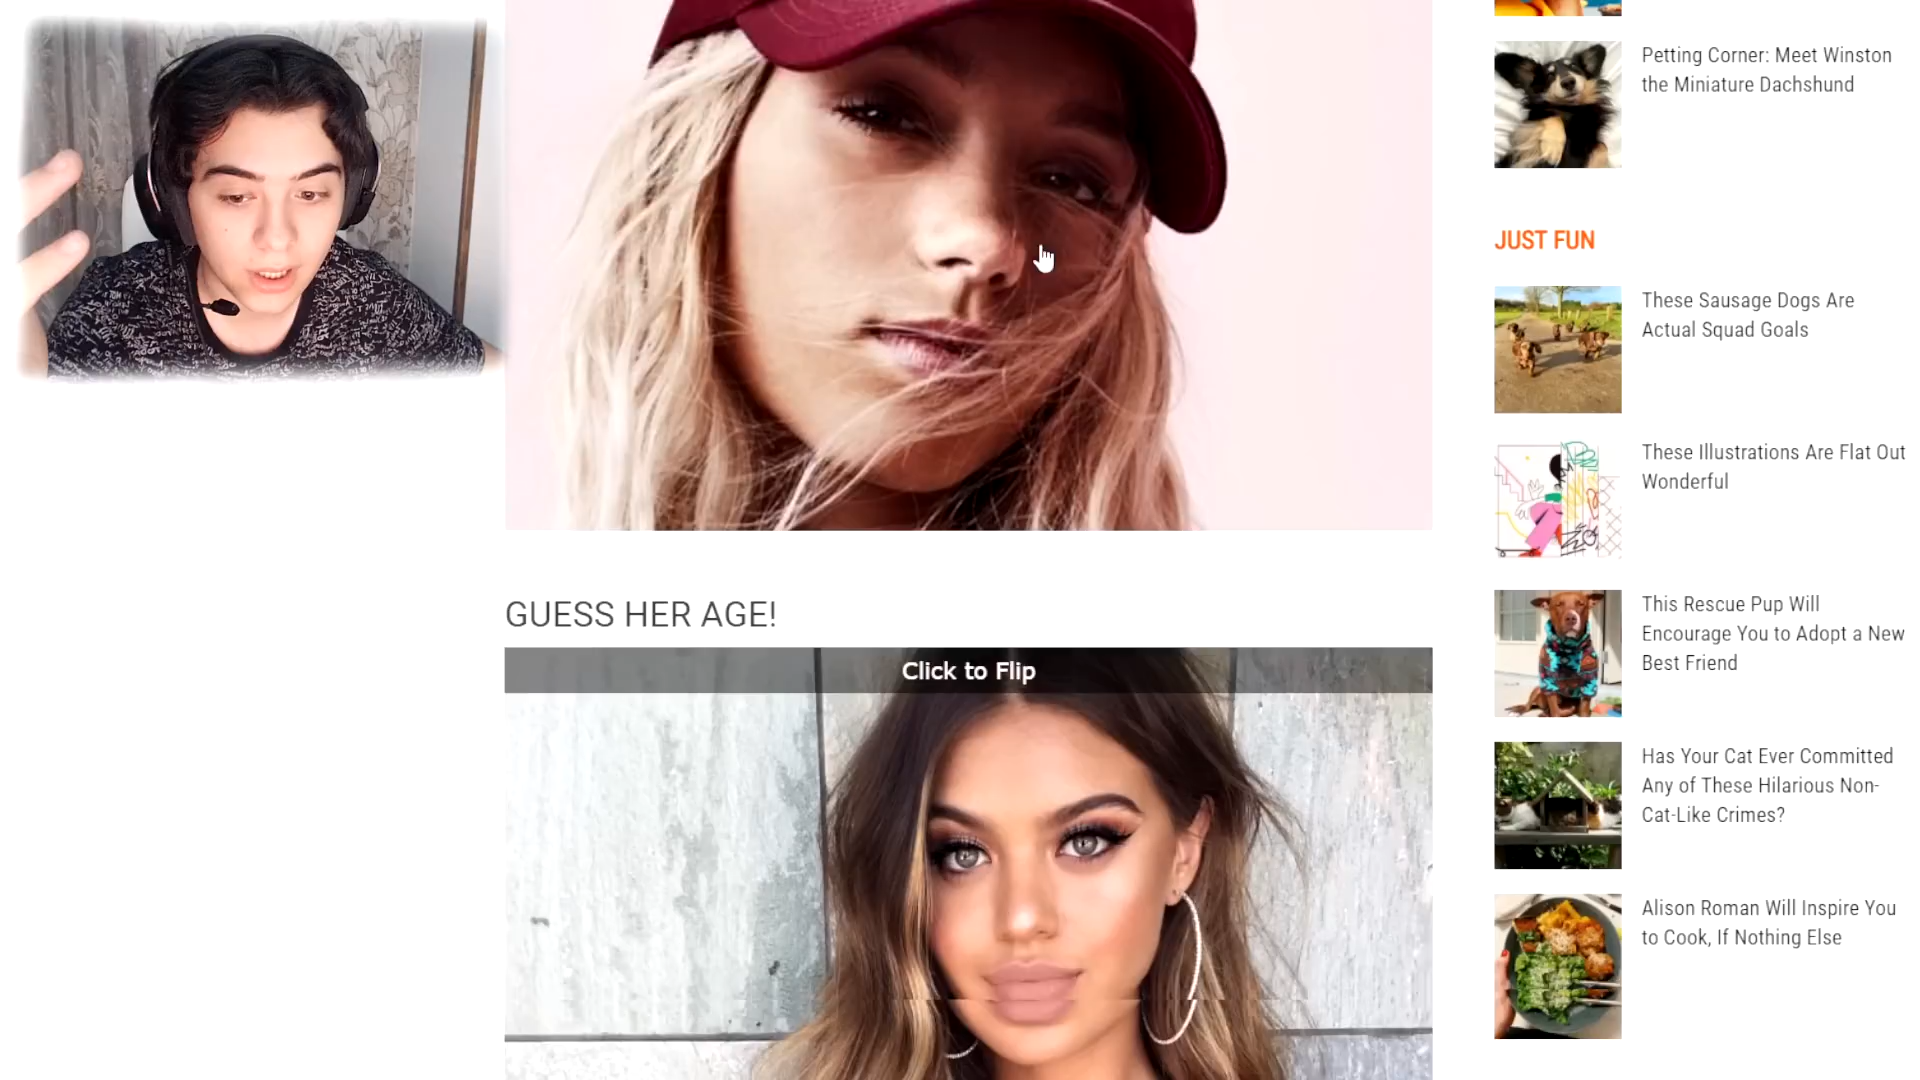 Petting Corner: Meet Winston
the Miniature Dachshund
JUST FUN
These Sausage Dogs Are
Actual Squad Goals
These Illustrations Are Flat Out
Wonderful
GUESS HER AGE!
Click to Flip
This Rescue Pup Will
Encourage You to Adopt a New
Best Friend
Has Your Cat Ever Committed
Any of These Hilarious Non-
Cat-Like Crimes?
Alison Roman Will Inspire You
to Cook, If Nothing Else